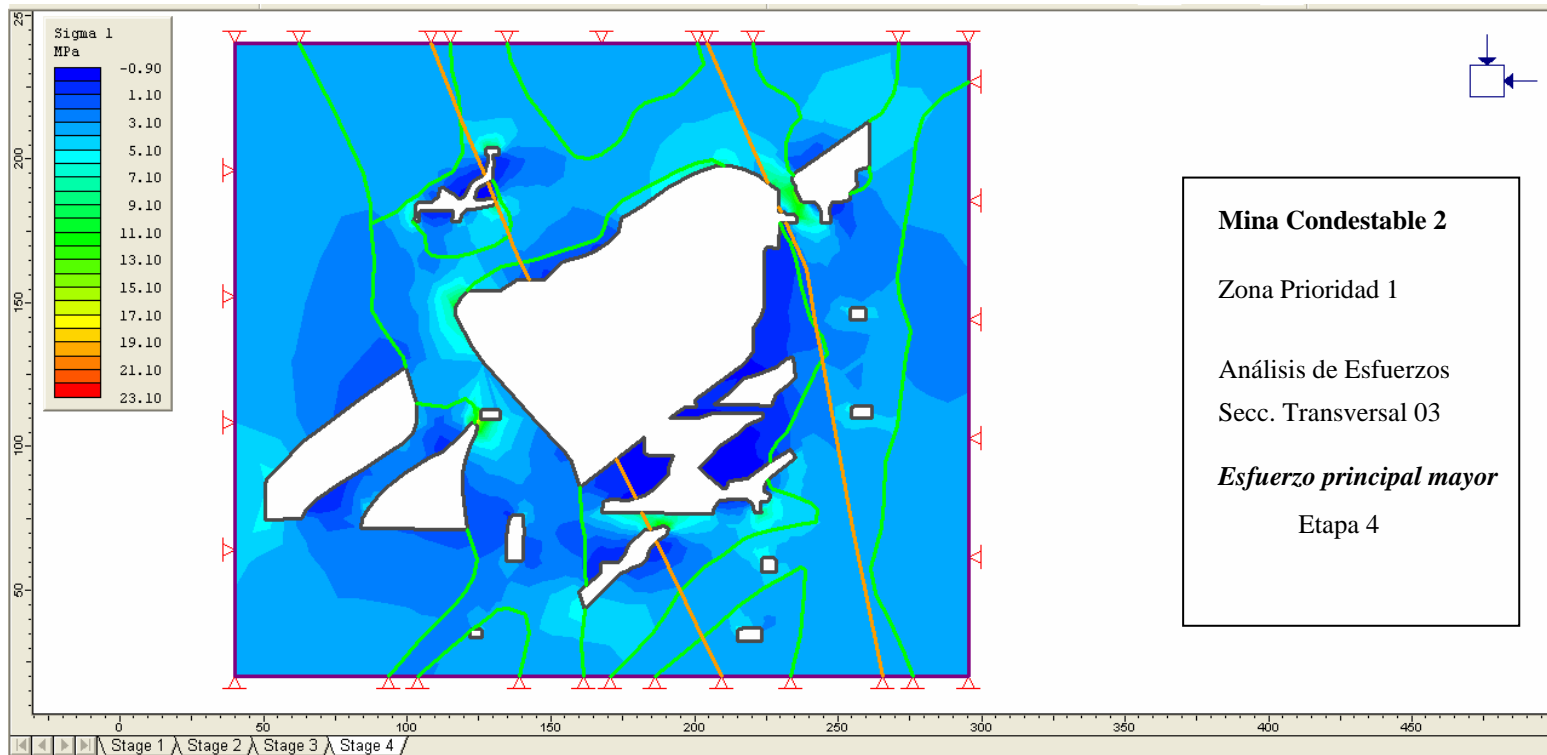 25
Sigma 1
MPa
-0.90
1.10
3.10
5.10
7.10
9.10
11.10
13.10
15.10
17.10
19.10
21.10
23.10
200
150
100
50
Mina Condestable 2
Zona Prioridad 1
Análisis de Esfuerzos
Secc. Transversal 03
Esfuerzo principal mayor
Etapa 4
0 50 100 150 200 250 300 350 400 450
Stage 1 Stage 2 Stage 3 Stage 4